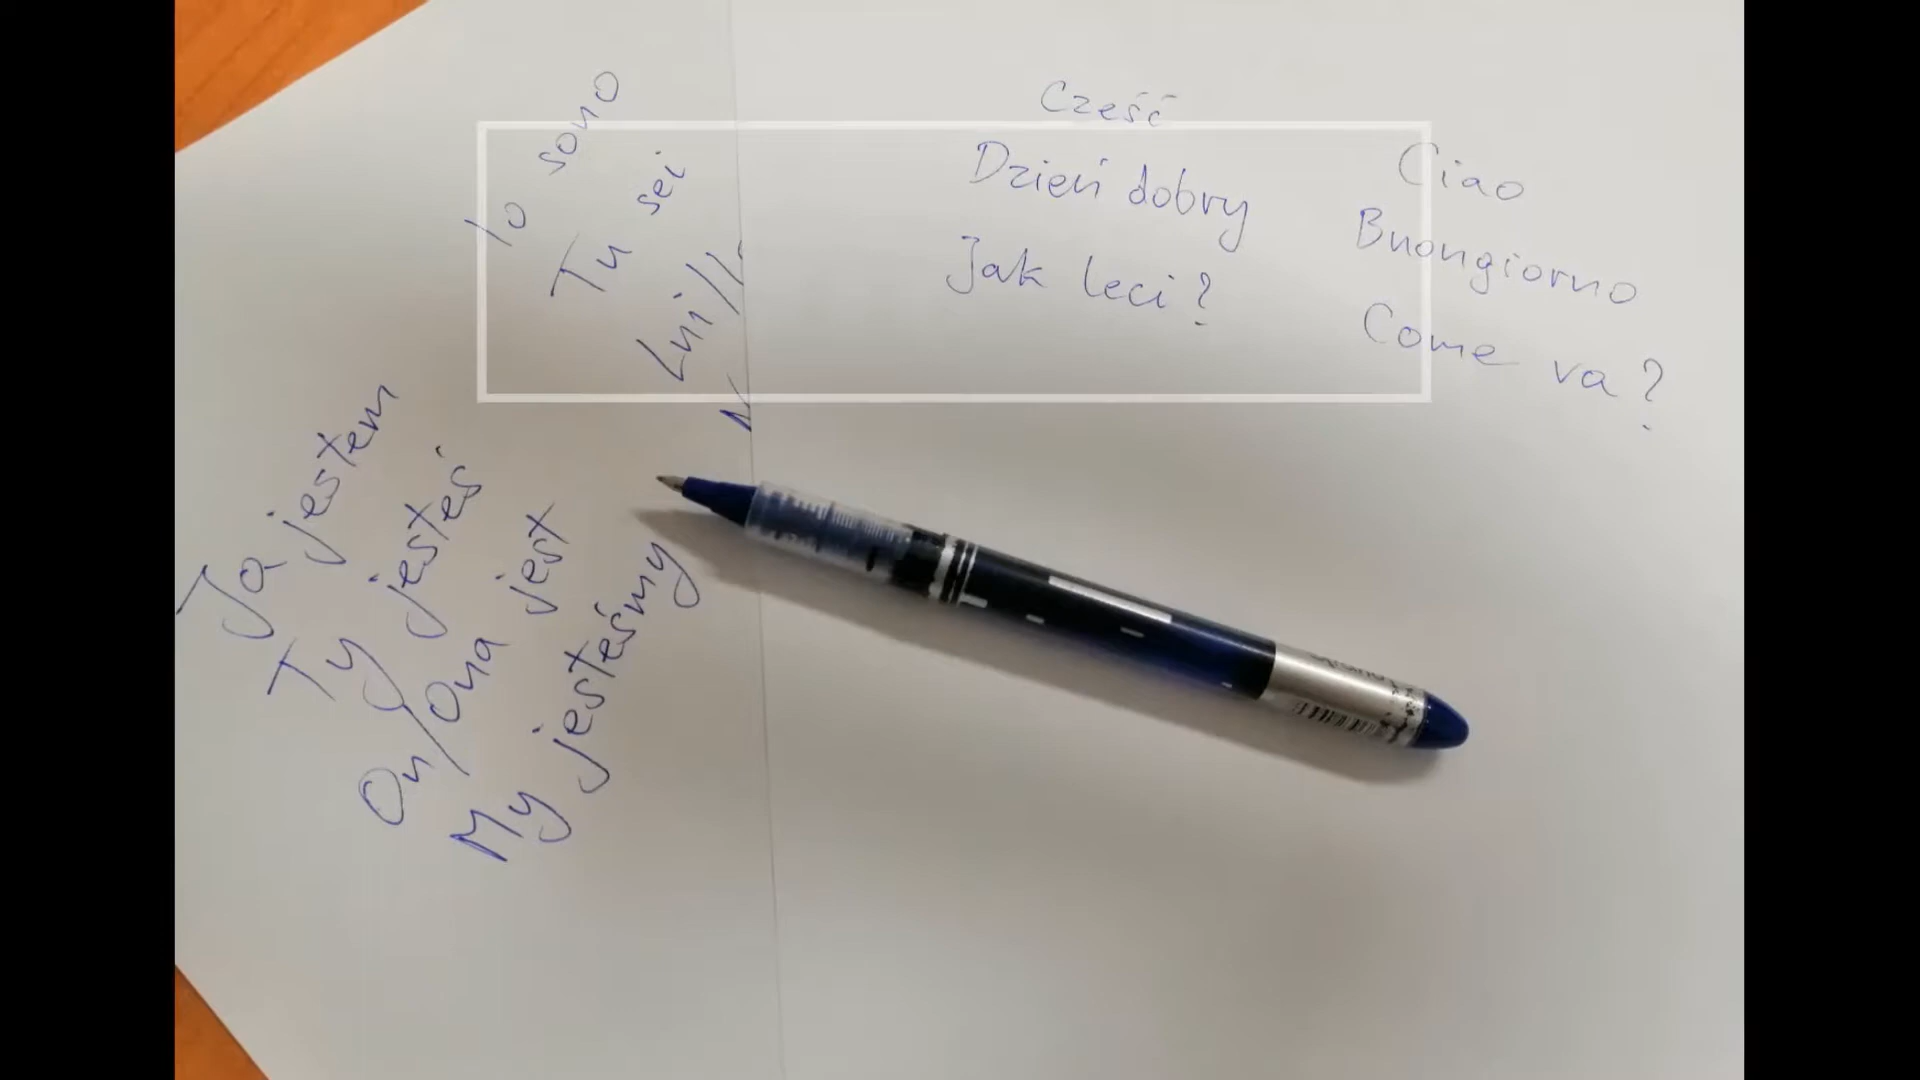 Io sono
Tu sei
Ja jestem
Ty jesteś
On/Ona jest
My jesteśmy
Cześć
Dzień dobry
Jak leci?
Ciao
Buongiorno
Come va?